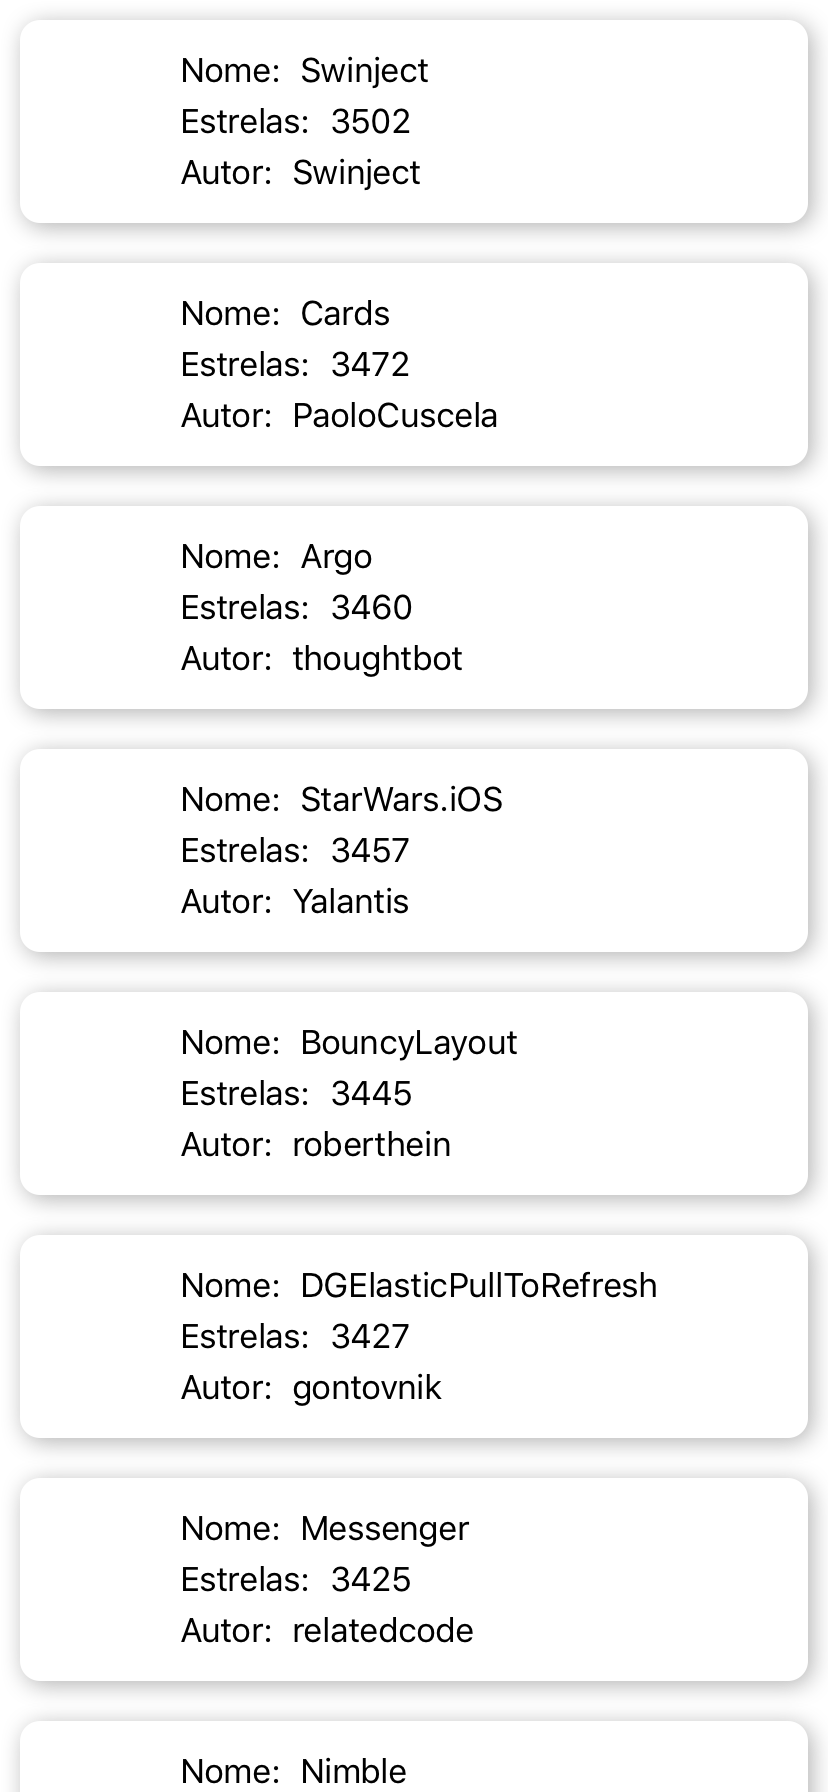 Nome: Swinject
Estrelas: 3502
Autor: Swinject
Nome: Cards
Estrelas: 3472
Autor: PaoloCuscela
Nome: Argo
Estrelas: 3460
Autor: thoughtbot
Nome: StarWars.iOS
Estrelas: 3457
Autor: Yalantis
Nome: BouncyLayout
Estrelas: 3445
Autor: roberthein
Nome: DGElasticPullToRefresh
Estrelas: 3427
Autor: gontovnik
Nome: Messenger
Estrelas: 3425
Autor: relatedcode
Nome: Nimble